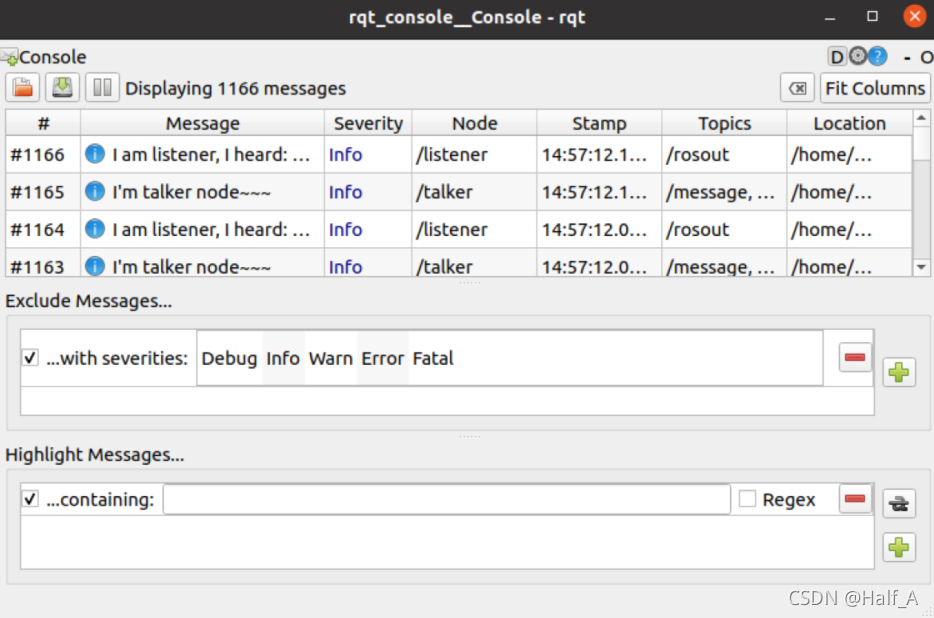 rqt_console__Console - rqt
Console
D ? - O
Displaying 1166 messages
Fit Columns
# Message Severity Node Stamp Topics Location
#1166 I am listener, I heard: ... Info /listener 14:57:12.1... /rosout /home/...
#1165 I'm talker node~~~ Info /talker 14:57:12.1... /message, ... /home/...
#1164 I am listener, I heard: ... Info /listener 14:57:12.0... /rosout /home/...
#1163 I'm talker node~~~ Info /talker 14:57:12.0... /message, ... /home/...
Exclude Messages...
...with severities: Debug Info Warn Error Fatal
Highlight Messages...
...containing: Regex
CSDN @Half_A